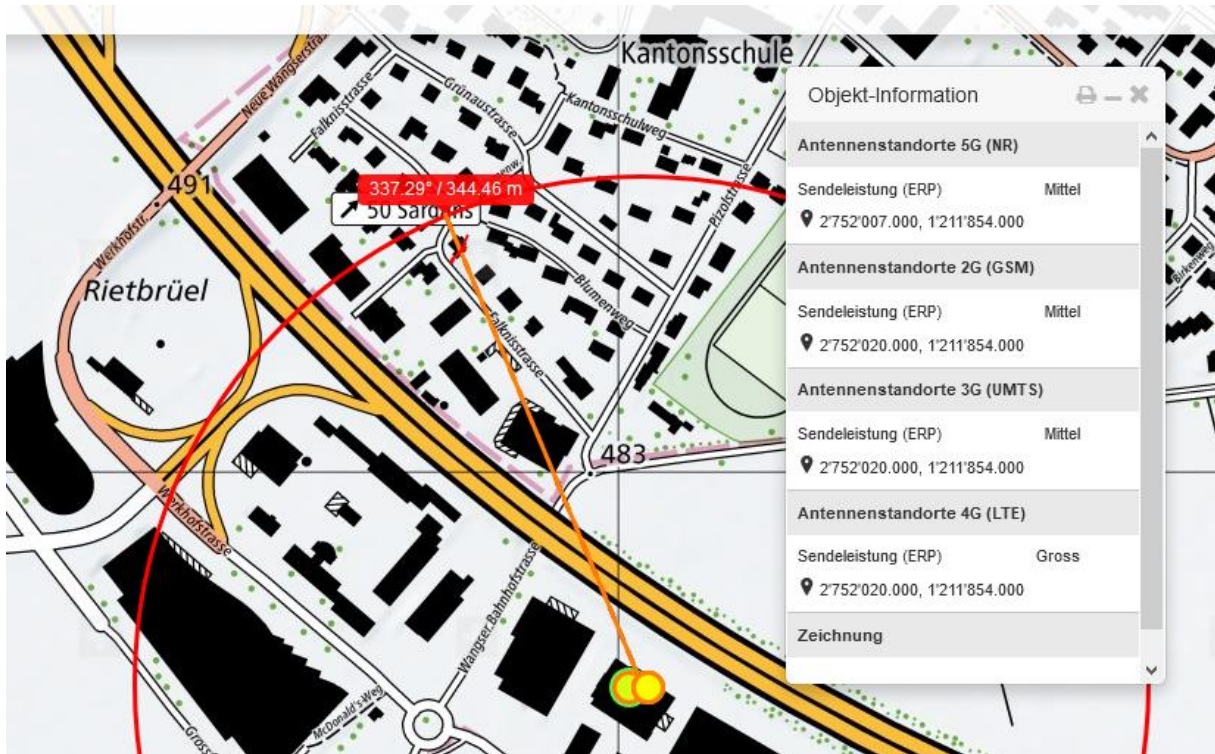 Kantonsschule
Neue Wangserstrasse
Falknisstrasse
Grünaustrasse
Kantonsschulweg
Pizolstrasse
491
337.29° / 344.46 m
50 Sardons
Werkhofstr.
Rietbrüel
Blumenweg
Falknisstrasse
Birkenweg
483
Werkhofstrasse
Wangser Bahnhofstrasse
McDonald's-Weg
Gross
Objekt-Information
Antennenstandorte 5G (NR)
Sendeleistung (ERP) Mittel
2'752'007.000, 1'211'854.000
Antennenstandorte 2G (GSM)
Sendeleistung (ERP) Mittel
2'752'020.000, 1'211'854.000
Antennenstandorte 3G (UMTS)
Sendeleistung (ERP) Mittel
2'752'020.000, 1'211'854.000
Antennenstandorte 4G (LTE)
Sendeleistung (ERP) Gross
2'752'020.000, 1'211'854.000
Zeichnung